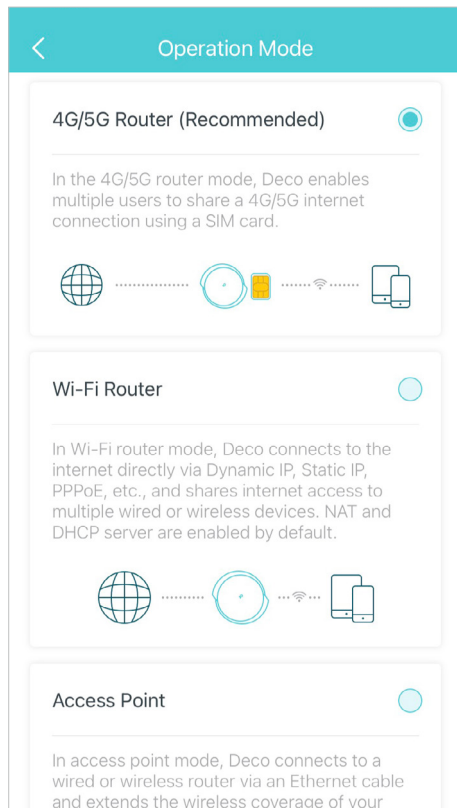 Operation Mode
4G/5G Router (Recommended)
In the 4G/5G router mode, Deco enables
multiple users to share a 4G/5G internet
connection using a SIM card.
Wi-Fi Router
In Wi-Fi router mode, Deco connects to the
internet directly via Dynamic IP, Static IP,
PPPoE, etc., and shares internet access to
multiple wired or wireless devices. NAT and
DHCP server are enabled by default.
Access Point
In access point mode, Deco connects to a
wired or wireless router via an Ethernet cable
and extends the wireless coverage of your